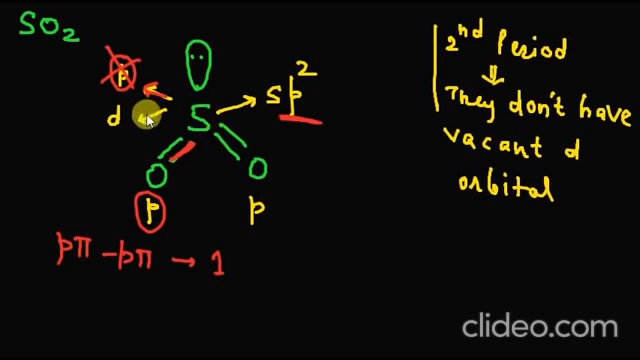 SO2
2nd Period
⇓
They don't have
vacant d
orbital
p
d
S
sp2
O
O
p
p
pπ – pπ → 1
clideo.com